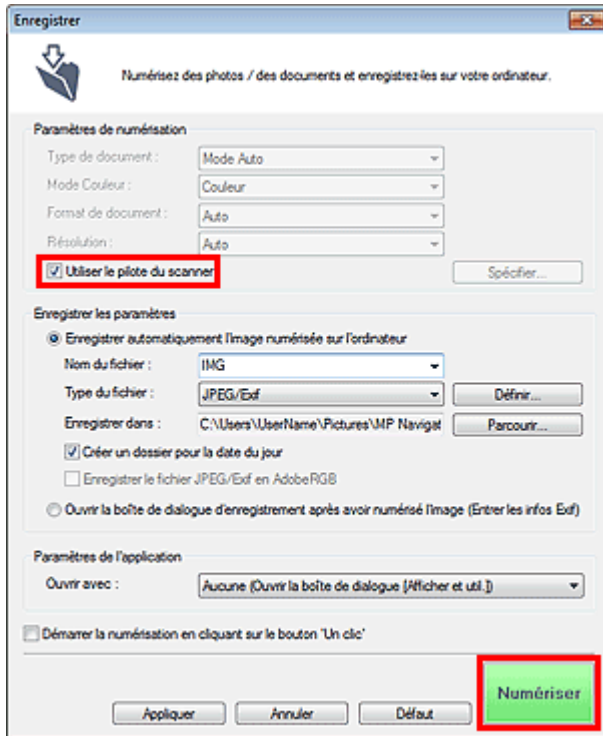 Enregistrer
Numérisez des photos / des documents et enregistrez-les sur votre ordinateur.
Paramètres de numérisation
Type de document : Mode Auto
Mode Couleur : Couleur
Format de document : Auto
Résolution : Auto
Utiliser le pilote du scanner Spécifier...
Enregistrer les paramètres
Enregistrer automatiquement l'image numérisée sur l'ordinateur
Nom du fichier : IMG
Type du fichier : JPEG/Exif Définir...
Enregistrer dans : C:\Users\UserName\Pictures\MP Navigat Parcourir...
Créer un dossier pour la date du jour
Enregistrer le fichier JPEG/Exif en AdobeRGB
Ouvrir la boîte de dialogue d'enregistrement après avoir numérisé l'image (Entrer les infos Exif)
Paramètres de l'application
Ouvrir avec : Aucune (Ouvrir la boîte de dialogue [Afficher et util.])
Démarrer la numérisation en cliquant sur le bouton 'Un clic'
Numériser
Appliquer Annuler Défaut